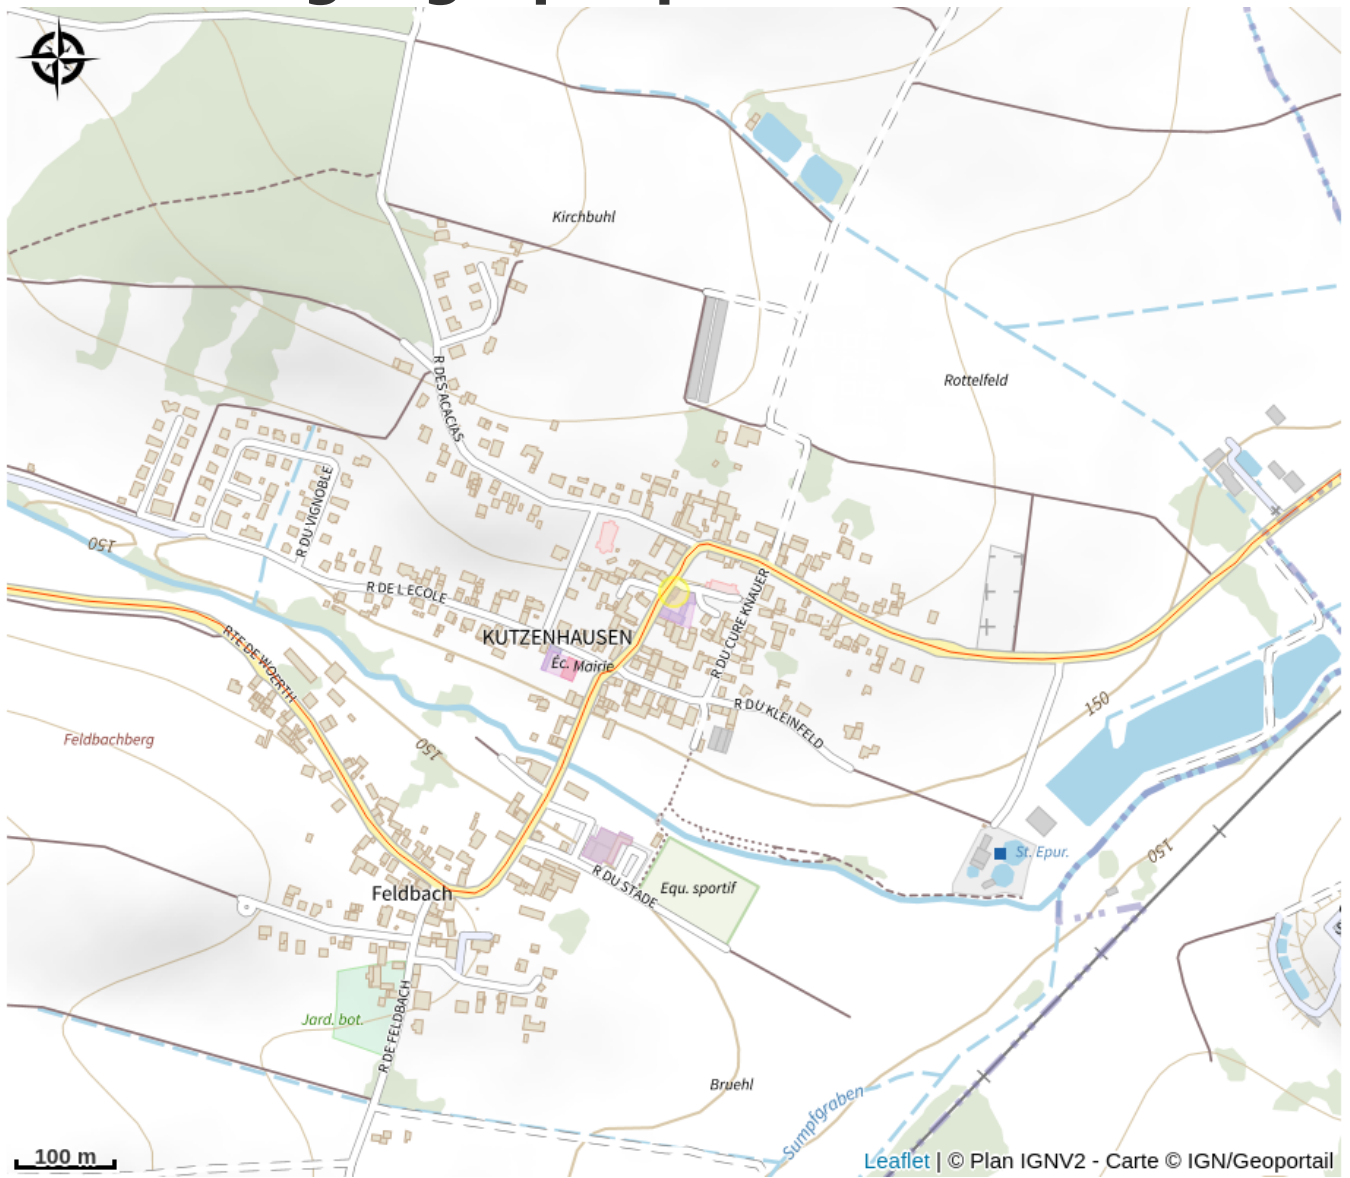 Kirchbuhl
Rottelfeld
R DES ACACIAS
R DU VIGNOBLE
150
R DE L ECOLE
KUTZENHAUSEN
Éc. Mairie
R DU CURE KNAUER
RTE DE WOERTH
R DU KLEINFELD
150
Feldbachberg
150
150
St. Epur.
Feldbach
R DU STADE
Equ. sportif
Jard. bot.
R DE FELDBACH
Bruehl
Sumpfgraben
100 m
Leaflet | © Plan IGNV2 - Carte © IGN/Geoportail